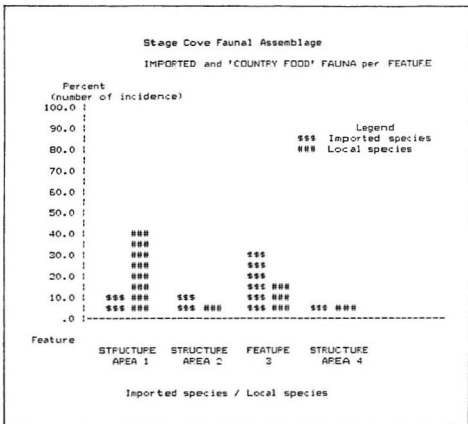 Stage Cove Faunal Assemblage
IMPORTED and 'COUNTRY FOOD' FAUNA per FEATURE
Percent
(number of incidence)
100.0 ¦
90.0 ¦ Legend
¦ $$$ Imported species
80.0 ¦ ### Local species
70.0 ¦
60.0 ¦
50.0 ¦
40.0 ¦ ###
¦ ###
30.0 ¦ ### $$$
¦ ### $$$
20.0 ¦ ### $$$
¦ ### $$$ ###
10.0 ¦ $$$ ### $$$ $$$ ###
¦ $$$ ### $$$ ### $$$ ### $$$ ###
.0 ¦--------------------------------------------
Feature
STRUCTURE STRUCTURE FEATURE STRUCTURE
AREA 1 AREA 2 3 AREA 4
Imported species / Local species